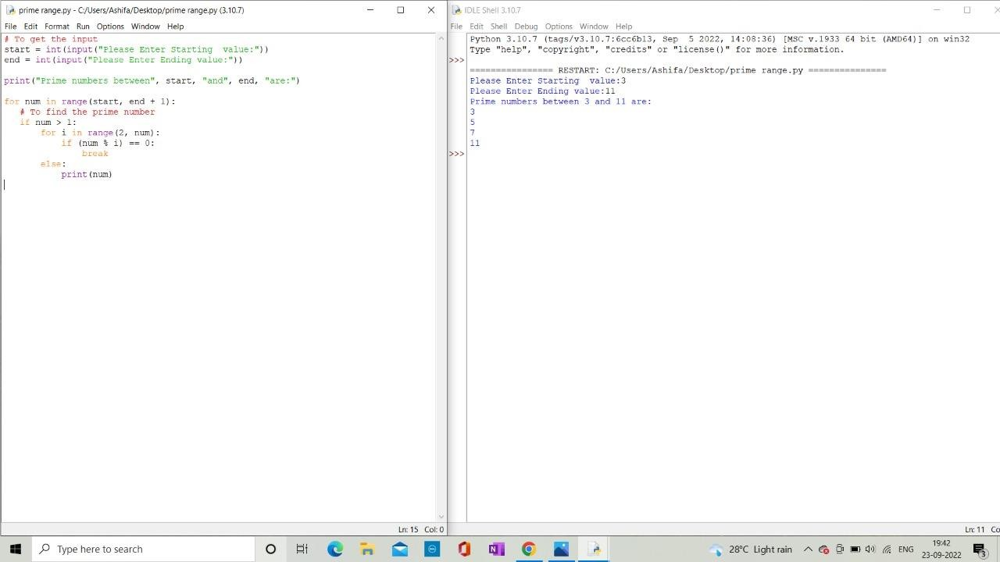 prime range.py - C:/Users/Ashifa/Desktop/prime range.py (3.10.7)
File Edit Format Run Options Window Help
# To get the input
start = int(input("Please Enter Starting  value:"))
end = int(input("Please Enter Ending value:"))
print("Prime numbers between", start, "and", end, "are:")
for num in range(start, end + 1):
   # To find the prime number
   if num > 1:
       for i in range(2, num):
           if (num % i) == 0:
               break
       else:
           print(num)
Ln: 15 Col: 0
IDLE Shell 3.10.7
File Edit Shell Debug Options Window Help
Python 3.10.7 (tags/v3.10.7:6cc6b13, Sep  5 2022, 14:08:36) [MSC v.1933 64 bit (AMD64)] on win32
Type "help", "copyright", "credits" or "license()" for more information.
>>>
================ RESTART: C:/Users/Ashifa/Desktop/prime range.py ===============
Please Enter Starting  value:3
Please Enter Ending value:11
Prime numbers between 3 and 11 are:
3
5
7
11
>>>
Ln: 11 Co
Type here to search
28°C Light rain
ENG
19:42
23-09-2022
3